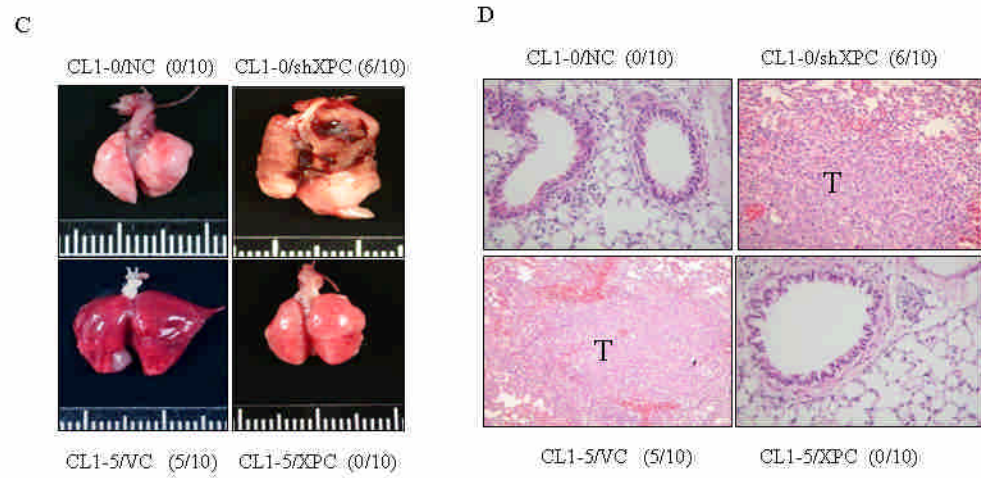 C
CL1-0/NC (0/10) CL1-0/shXPC (6/10)
CL1-5/VC (5/10) CL1-5/XPC (0/10)
D
CL1-0/NC (0/10) CL1-0/shXPC (6/10)
T
T
CL1-5/VC (5/10) CL1-5/XPC (0/10)